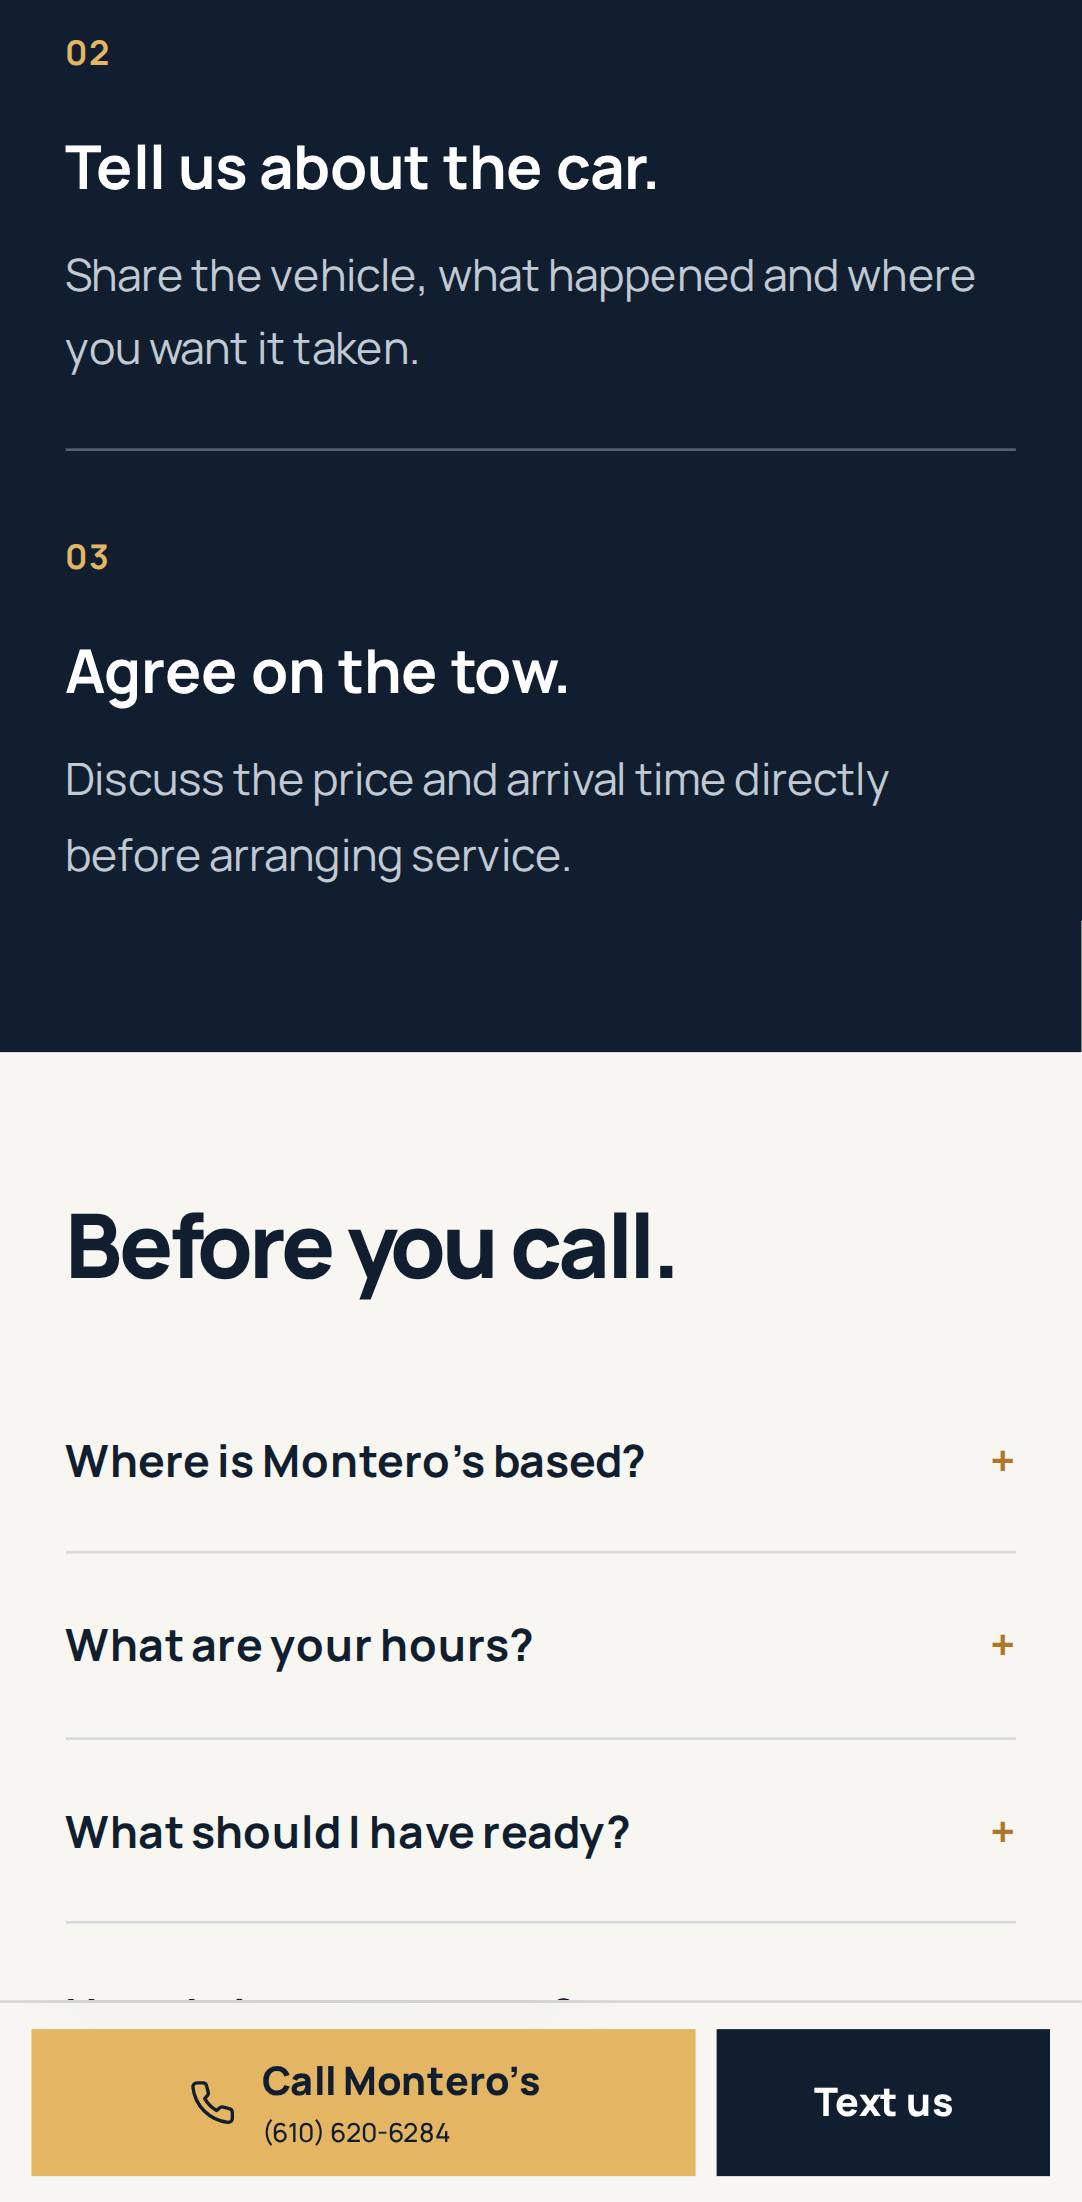 02
Tell us about the car.
Share the vehicle, what happened and where
you want it taken.
03
Agree on the tow.
Discuss the price and arrival time directly
before arranging service.
Before you call.
Where is Montero’s based? +
What are your hours? +
What should I have ready? +
Call Montero’s
(610) 620-6284
Text us